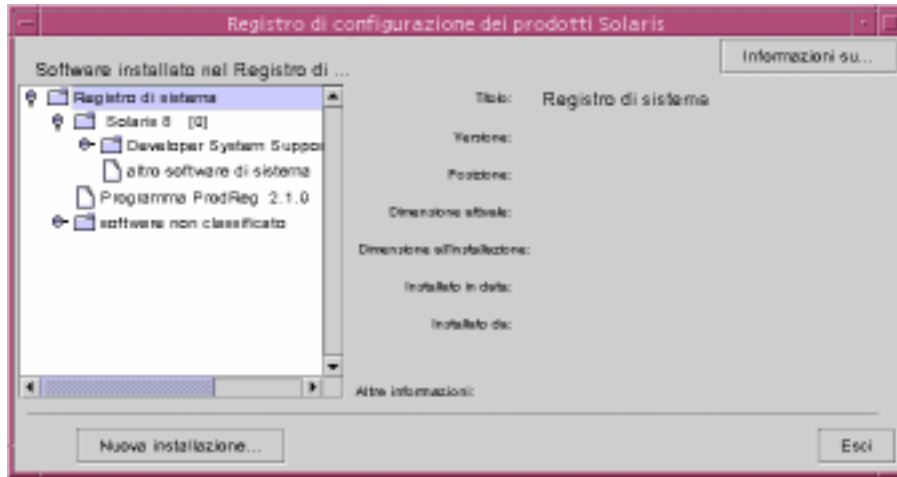 Registro di configurazione dei prodotti Solaris
Informazioni su...
Software installato nel Registro di ...
Registro di sistema
Solaris 8 [0]
Developer System Suppor
altro software di sistema
Programma ProdReg 2.1.0
software non classificato
Titolo: Registro di sistema
Versione:
Posizione:
Dimensione attuale:
Dimensione all'installazione:
Installato in data:
Installato da:
Altre informazioni:
Nuova installazione...
Esci